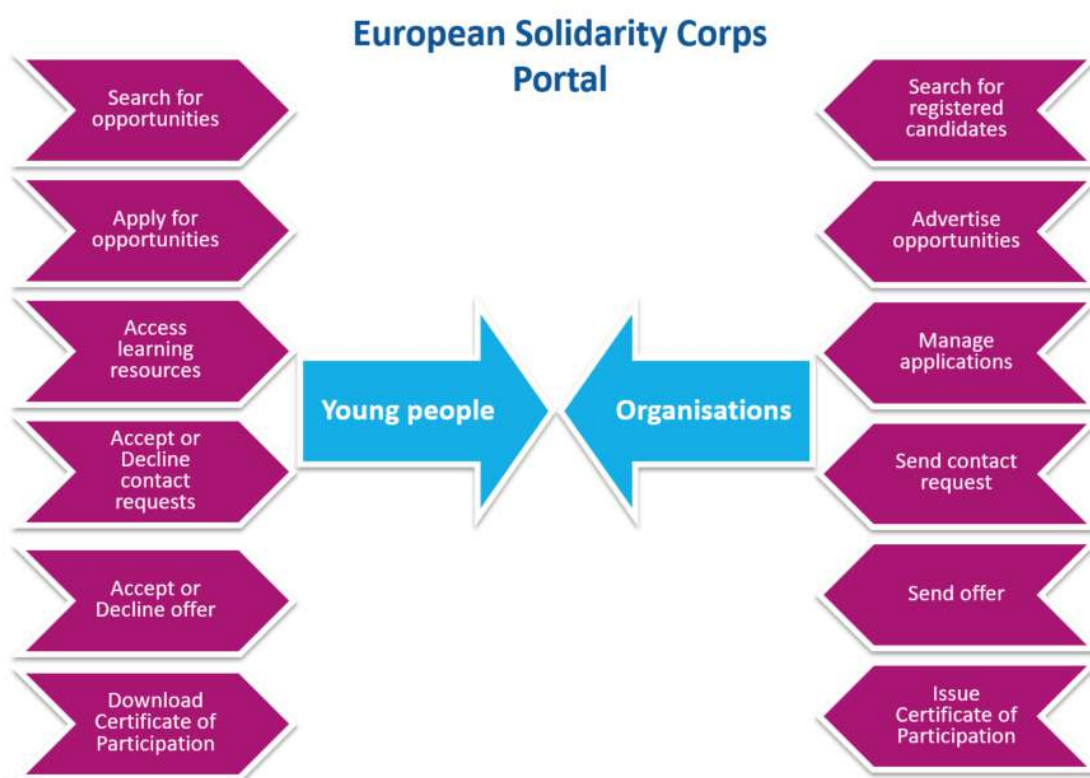 European Solidarity Corps
Portal
Search for
opportunities
Apply for
opportunities
Access
learning
resources
Accept or
Decline
contact
requests
Accept or
Decline offer
Download
Certificate of
Participation
Young people
Organisations
Search for
registered
candidates
Advertise
opportunities
Manage
applications
Send contact
request
Send offer
Issue
Certificate of
Participation